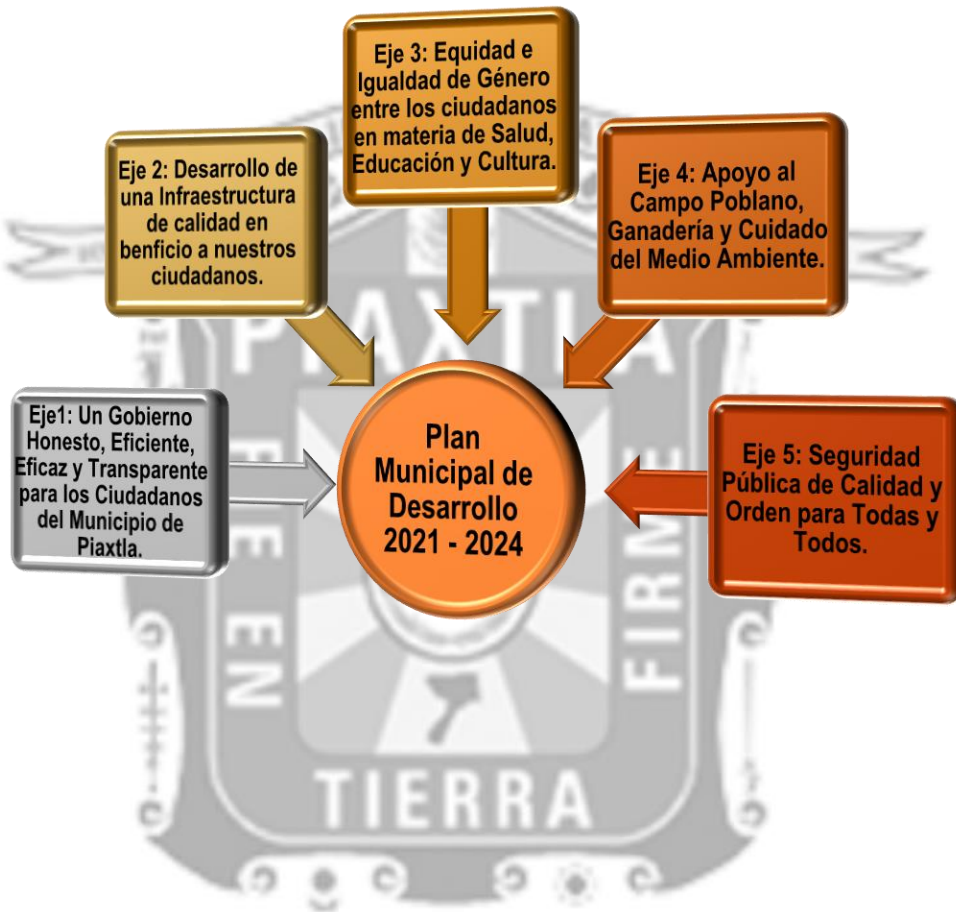 Eje1: Un Gobierno
Honesto, Eficiente,
Eficaz y Transparente
para los Ciudadanos
del Municipio de
Piaxtla.
Eje 2: Desarrollo de
una Infraestructura
de calidad en
benficio a nuestros
ciudadanos.
Eje 3: Equidad e
Igualdad de Género
entre los ciudadanos
en materia de Salud,
Educación y Cultura.
Eje 4: Apoyo al
Campo Poblano,
Ganadería y Cuidado
del Medio Ambiente.
Eje 5: Seguridad
Pública de Calidad y
Orden para Todas y
Todos.
Plan
Municipal de
Desarrollo
2021 - 2024
PIAXTLA
EN
TIERRA
FIRME